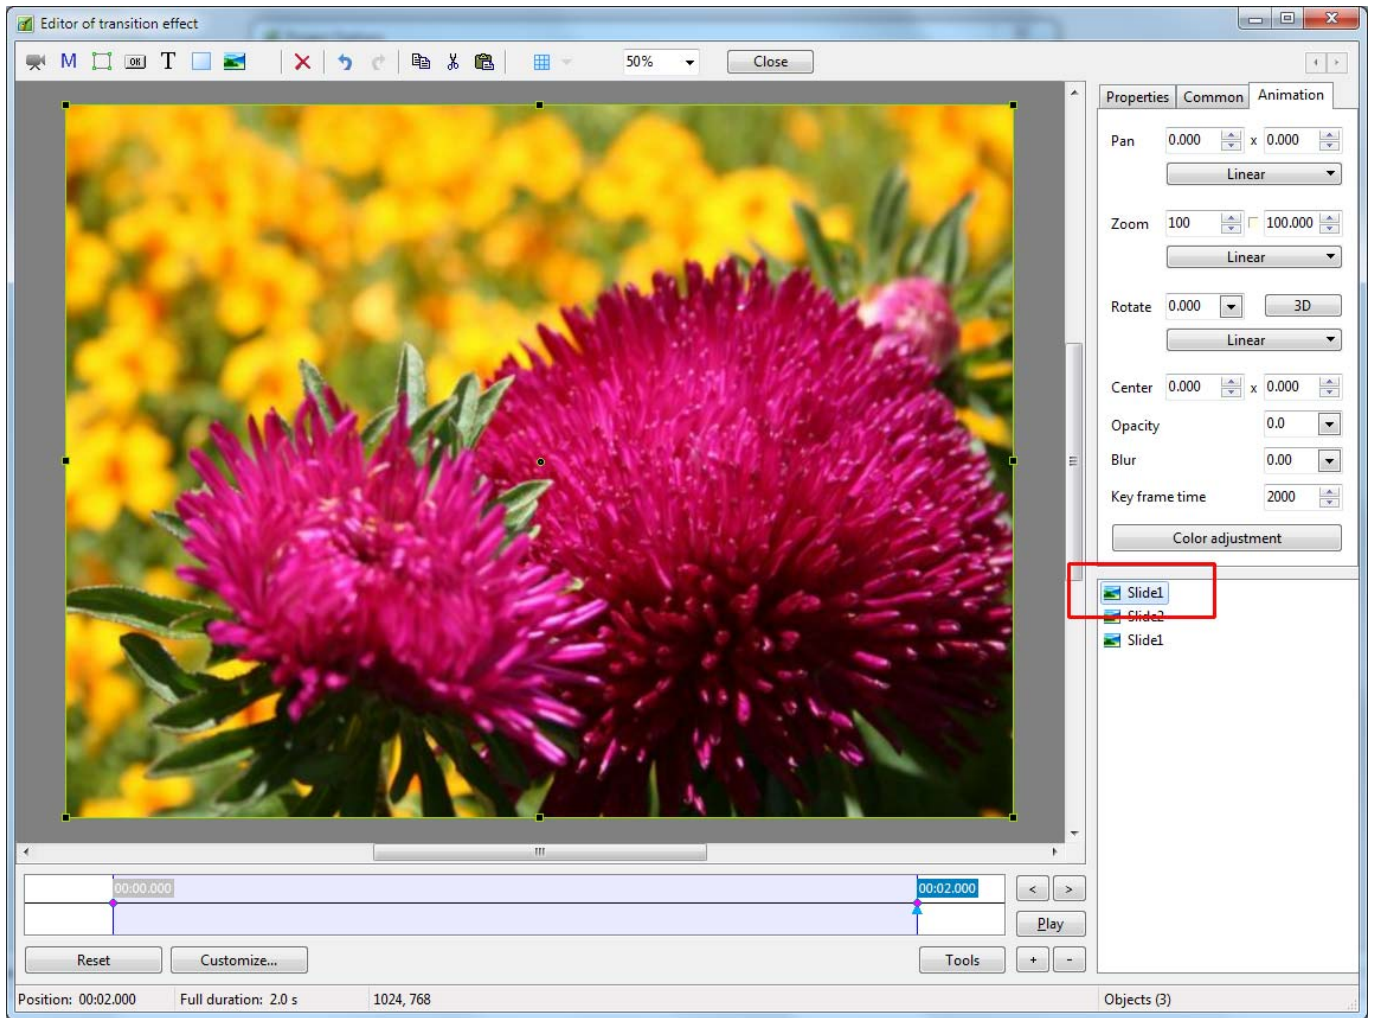 Editor of transition effect
M OK T 50% Close
Properties Common Animation
Pan 0.000 x 0.000
Linear
Zoom 100 100.000
Linear
Rotate 0.000 3D
Linear
Center 0.000 x 0.000
Opacity 0.0
Blur 0.00
Key frame time 2000
Color adjustment
Slide1
Slide2
Slide1
00:00.000 00:02.000 < >
Play
Reset Customize... Tools + -
Position: 00:02.000 Full duration: 2.0 s 1024, 768 Objects (3)